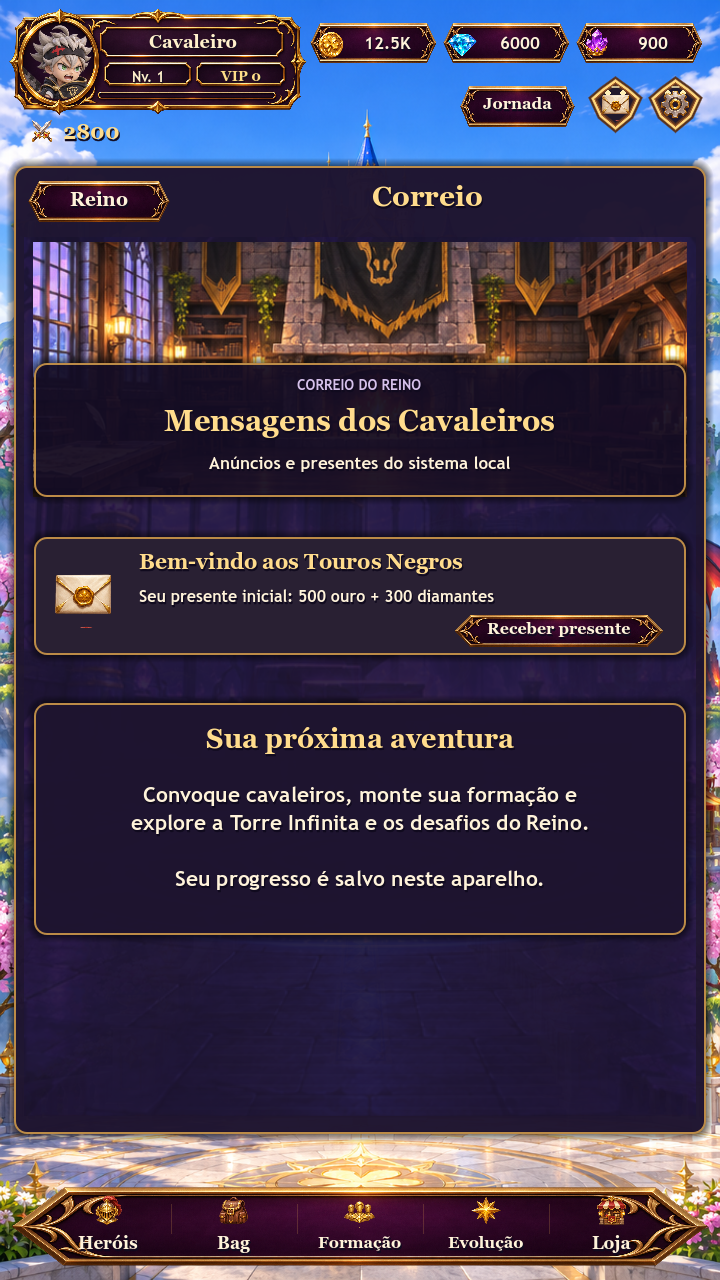 Cavaleiro
Nv. 1
VIP 0
12.5K
6000
900
Jornada
2800
Reino
Correio
CORREIO DO REINO
Mensagens dos Cavaleiros
Anúncios e presentes do sistema local
Bem-vindo aos Touros Negros
Seu presente inicial: 500 ouro + 300 diamantes
Receber presente
Sua próxima aventura
Convoque cavaleiros, monte sua formação e
explore a Torre Infinita e os desafios do Reino.
Seu progresso é salvo neste aparelho.
Heróis
Bag
Formação
Evolução
Loja